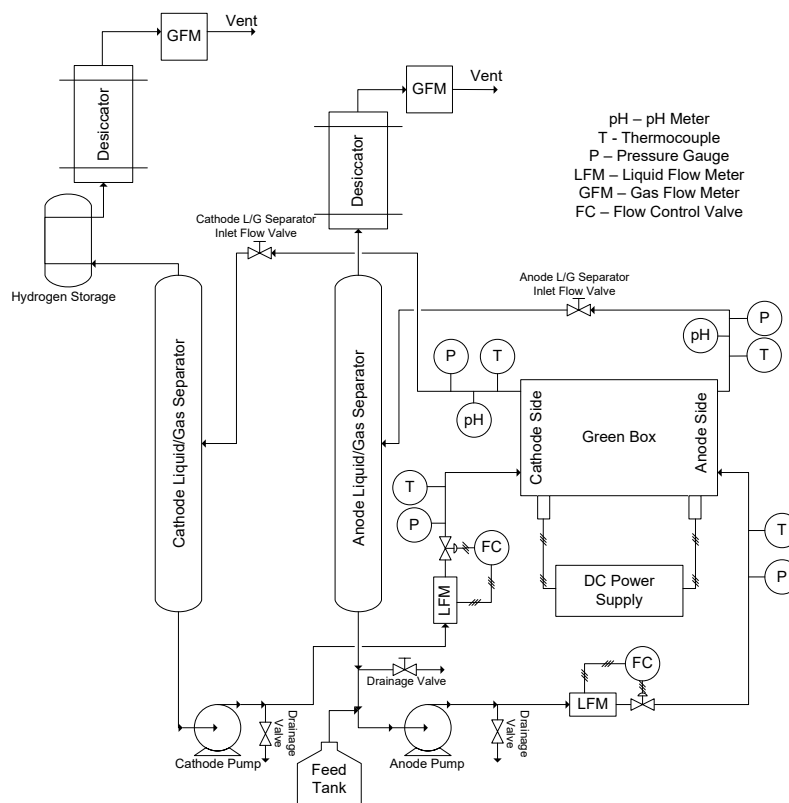 Vent
GFM
Desiccator
Vent
GFM
Desiccator
pH – pH Meter
T - Thermocouple
P – Pressure Gauge
LFM – Liquid Flow Meter
GFM – Gas Flow Meter
FC – Flow Control Valve
Cathode L/G Separator
Inlet Flow Valve
Hydrogen Storage
Anode L/G Separator
Inlet Flow Valve
P
pH
T
P
T
pH
Cathode Liquid/Gas Separator
Anode Liquid/Gas Separator
Cathode Side
Green Box
Anode Side
T
P
FC
LFM
DC Power
Supply
T
P
Drainage Valve
FC
LFM
Drainage
Valve
Drainage
Valve
Cathode Pump
Anode Pump
Feed
Tank